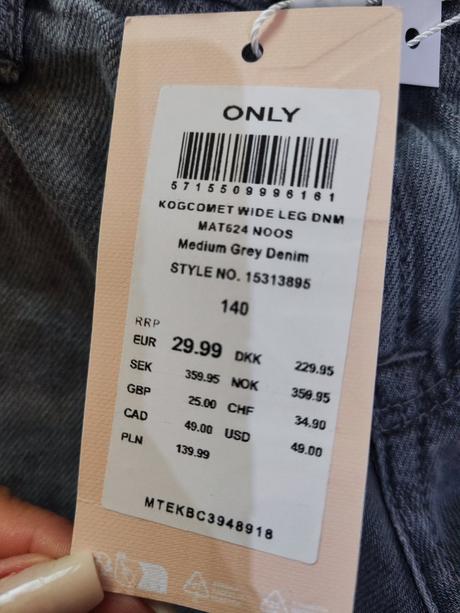 ONLY
5715509996161
KOGCOMET WIDE LEG DNM
MAT624 NOOS
Medium Grey Denim
STYLE NO. 15313895
140
RRP
EUR 29.99 DKK 229.95
SEK 359.95 NOK 359.95
GBP 25.00 CHF 34.90
CAD 49.00 USD 49.00
PLN 139.99
MTEKBC3948918